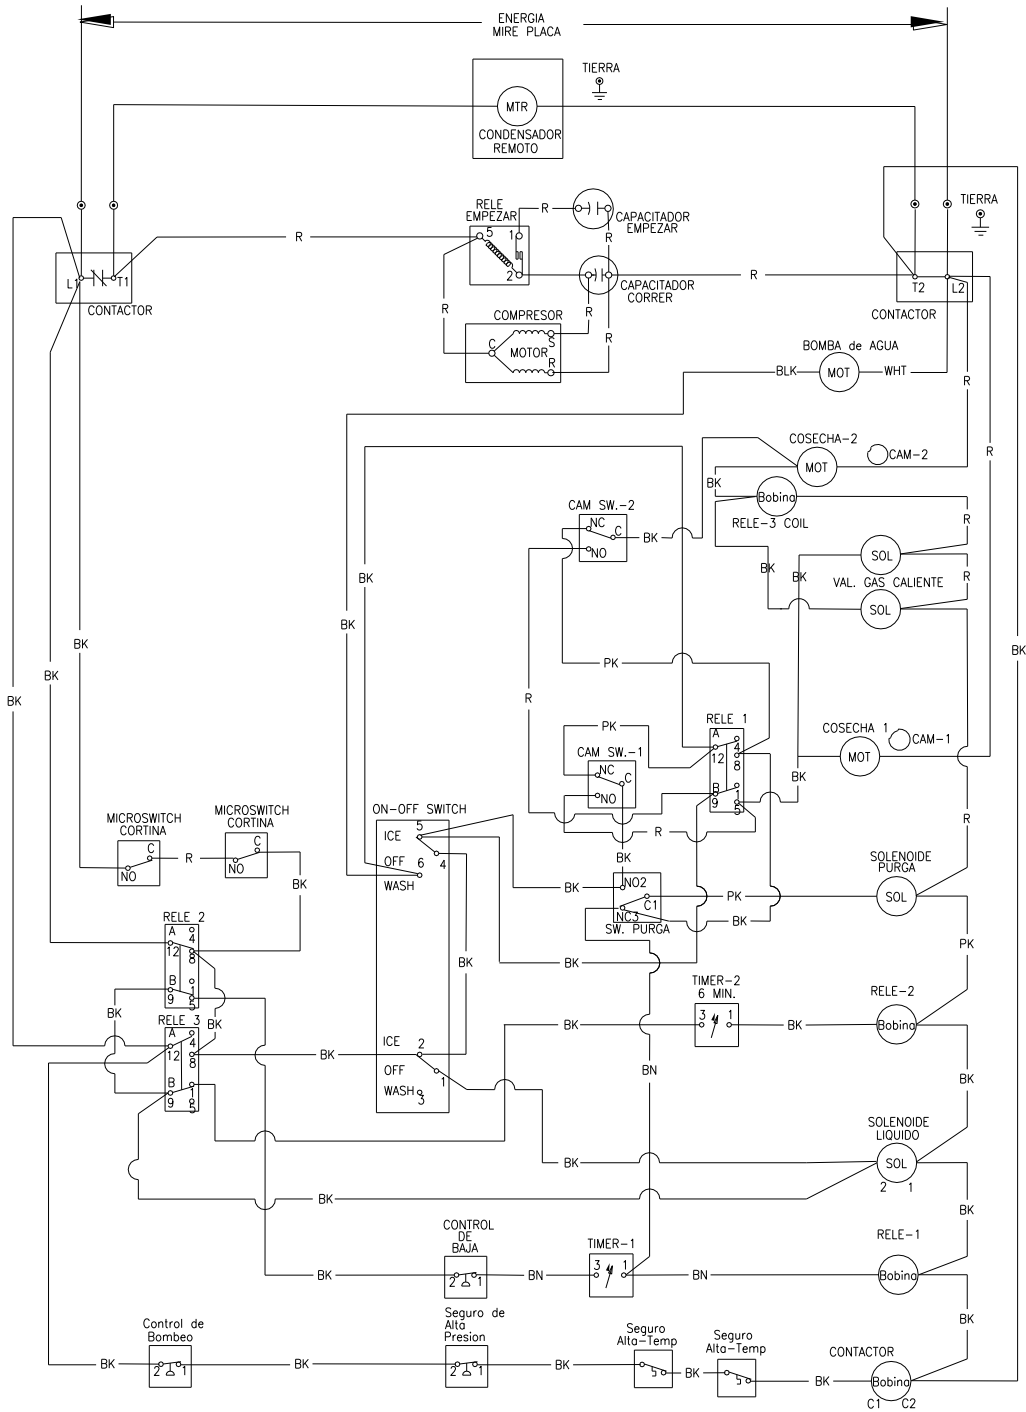 ENERGIA
MIRE PLACA
TIERRA
MTR
CONDENSADOR
REMOTO
RELE
EMPEZAR
R
CAPACITADOR
EMPEZAR
TIERRA
R
5
1
R
2
R
L1
T1
CONTACTOR
CAPACITADOR
CORRER
T2
L2
CONTACTOR
R
COMPRESOR
R
C
MOTOR
S
R
R
BOMBA de AGUA
BLK
MOT
WHT
R
COSECHA-2
CAM-2
MOT
R
BK
Bobina
RELE-3 COIL
CAM SW.-2
NC
C
NO
BK
R
SOL
BK
BK
BK
VAL. GAS CALIENTE
R
SOL
BK
BK
BK
PK
BK
BK
R
BK
RELE 1
PK
A
4
12
8
COSECHA 1
CAM-1
MOT
CAM SW.-1
NC
C
NO
BK
B
1
9
5
ON-OFF SWITCH
MICROSWITCH
CORTINA
MICROSWITCH
CORTINA
C
NO
R
C
NO
5
ICE
4
OFF
6
WASH
R
R
BK
SOLENOIDE
PURGA
SOL
BK
BK
NO2
C1
NC3
SW. PURGA
PK
BK
RELE 2
A
4
12
8
B
1
9
5
BK
BK
PK
TIMER-2
6 MIN.
3
1
RELE-2
Bobina
BK
BK
BK
BK
RELE 3
A
4
12
8
B
1
9
5
BK
ICE
2
OFF
1
WASH
3
BN
BK
SOLENOIDE
LIQUIDO
SOL
2
1
BK
BK
BK
CONTROL
DE
BAJA
2
1
BK
BN
TIMER-1
3
1
BN
RELE-1
Bobina
Control de
Bombeo
2
1
BK
BK
Seguro de
Alta
Presion
2
1
BK
Seguro
Alta-Temp
BK
Seguro
Alta-Temp
BK
BK
CONTACTOR
Bobina
C1
C2